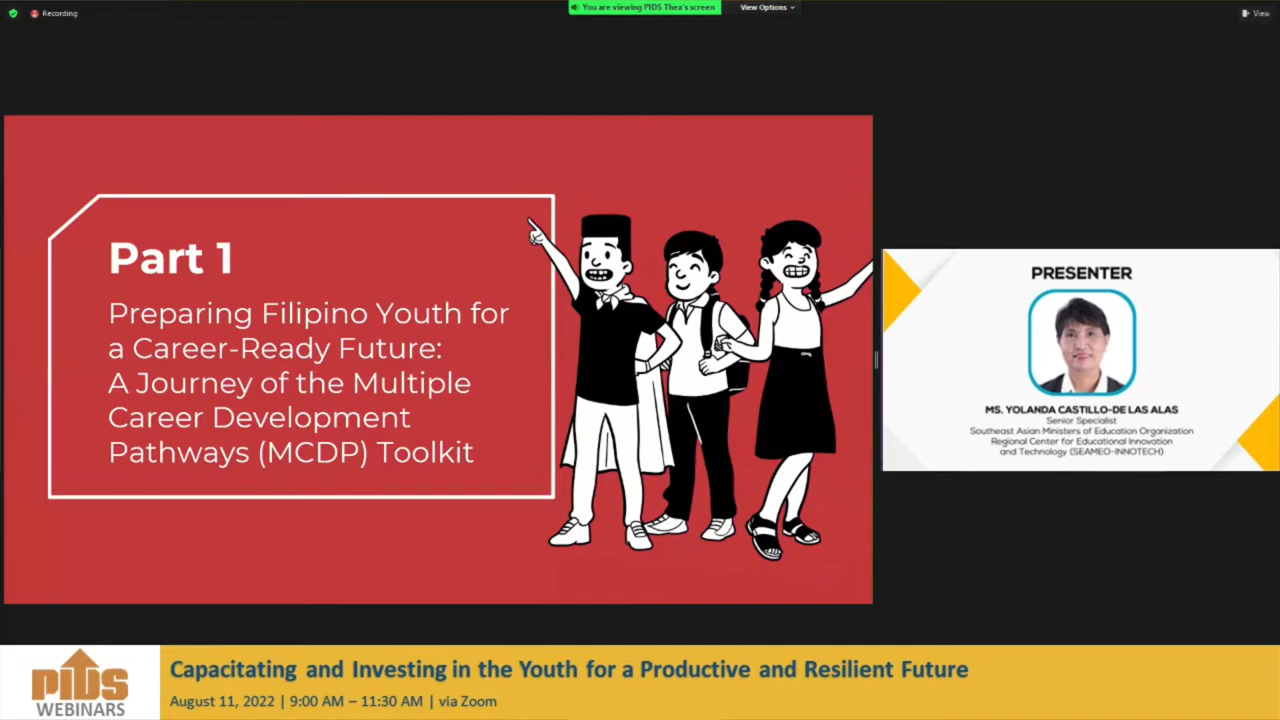 Recording
You are viewing PIDS Thea's screen
View Options
View
Part 1
Preparing Filipino Youth for
a Career-Ready Future:
A Journey of the Multiple
Career Development
Pathways (MCDP) Toolkit
PRESENTER
MS. YOLANDA CASTILLO-DE LAS ALAS
Senior Specialist
Southeast Asian Ministers of Education Organization
Regional Center for Educational Innovation
and Technology (SEAMEO-INNOTECH)
PIDS
WEBINARS
Capacitating and Investing in the Youth for a Productive and Resilient Future
August 11, 2022 | 9:00 AM – 11:30 AM | via Zoom